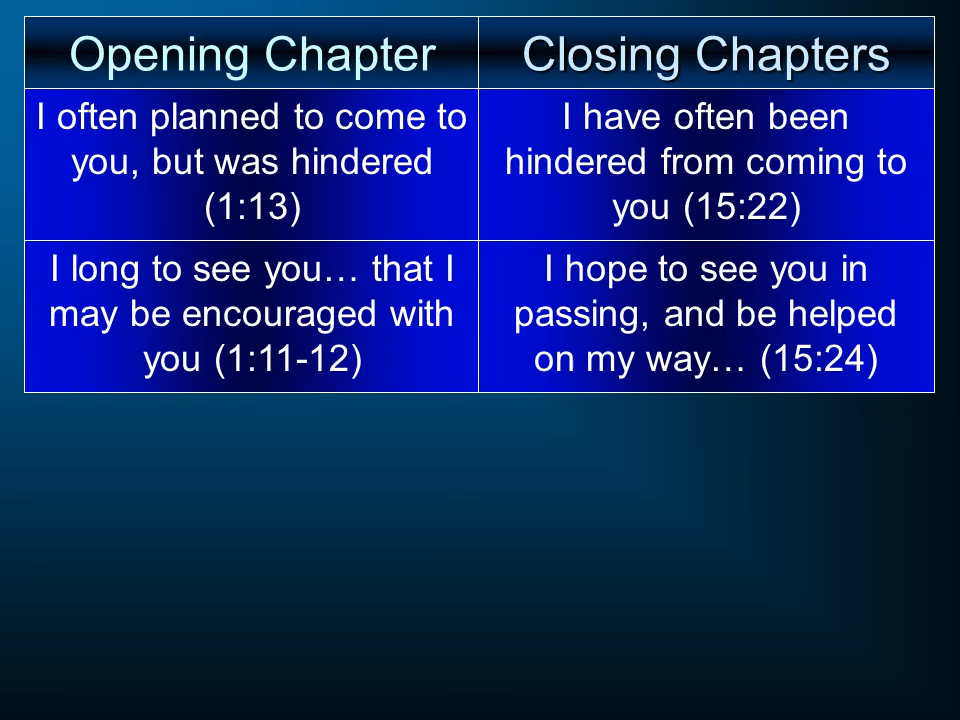 Opening Chapter
Closing Chapters
I often planned to come to
you, but was hindered
(1:13)
I have often been
hindered from coming to
you (15:22)
I long to see you… that I
may be encouraged with
you (1:11-12)
I hope to see you in
passing, and be helped
on my way… (15:24)